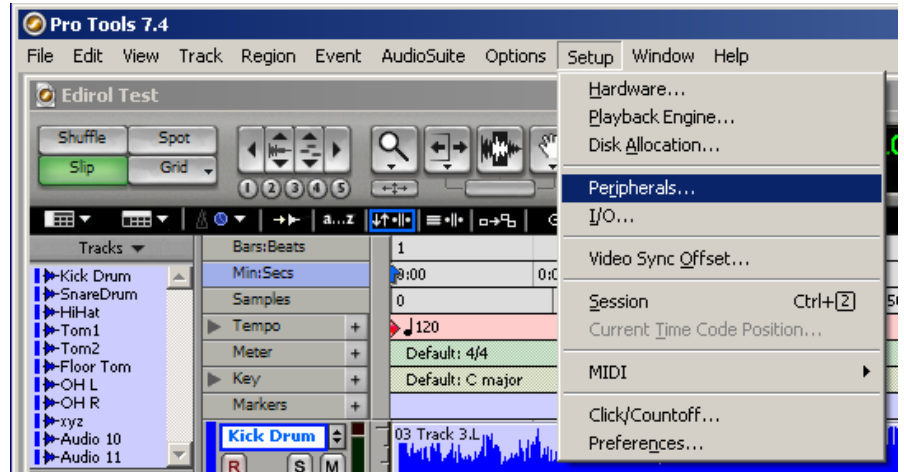 Pro Tools 7.4
File Edit View Track Region Event AudioSuite Options Setup Window Help
Edirol Test
Shuffle Spot
Slip Grid
1 2 3 4 5
a...z
Tracks
Kick Drum
SnareDrum
HiHat
Tom1
Tom2
Floor Tom
OH L
OH R
xyz
Audio 10
Audio 11
Bars:Beats 1
Min:Secs 0:00
Samples 0
Tempo + 120
Meter + Default: 4/4
Key + Default: C major
Markers +
Kick Drum
R S M
03 Track 3.L
Hardware...
Playback Engine...
Disk Allocation...
Peripherals...
I/O...
Video Sync Offset...
Session Ctrl+2
Current Time Code Position...
MIDI
Click/Countoff...
Preferences...